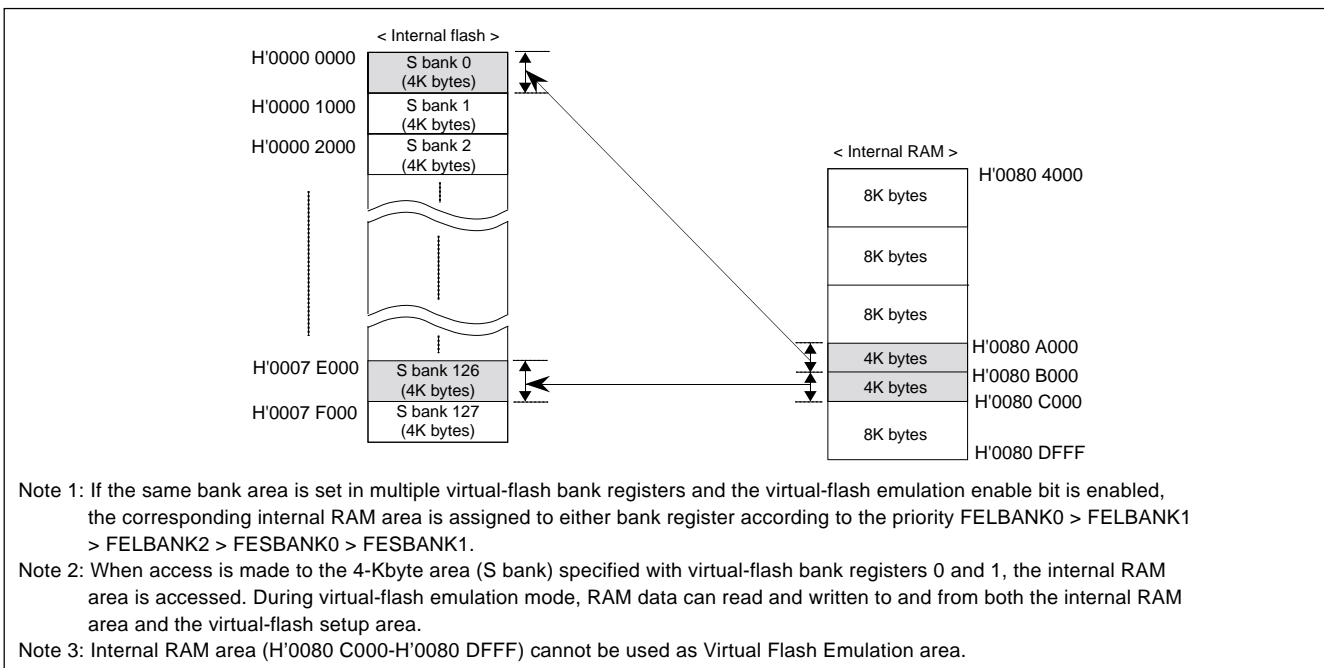 < Internal flash >
H'0000 0000
S bank 0
(4K bytes)
H'0000 1000
S bank 1
(4K bytes)
H'0000 2000
S bank 2
(4K bytes)
H'0007 E000
S bank 126
(4K bytes)
H'0007 F000
S bank 127
(4K bytes)
< Internal RAM >
H'0080 4000
8K bytes
8K bytes
8K bytes
H'0080 A000
4K bytes
H'0080 B000
4K bytes
H'0080 C000
8K bytes
H'0080 DFFF
Note 1: If the same bank area is set in multiple virtual-flash bank registers and the virtual-flash emulation enable bit is enabled,
the corresponding internal RAM area is assigned to either bank register according to the priority FELBANK0 > FELBANK1
> FELBANK2 > FESBANK0 > FESBANK1.
Note 2: When access is made to the 4-Kbyte area (S bank) specified with virtual-flash bank registers 0 and 1, the internal RAM
area is accessed. During virtual-flash emulation mode, RAM data can read and written to and from both the internal RAM
area and the virtual-flash setup area.
Note 3: Internal RAM area (H'0080 C000-H'0080 DFFF) cannot be used as Virtual Flash Emulation area.